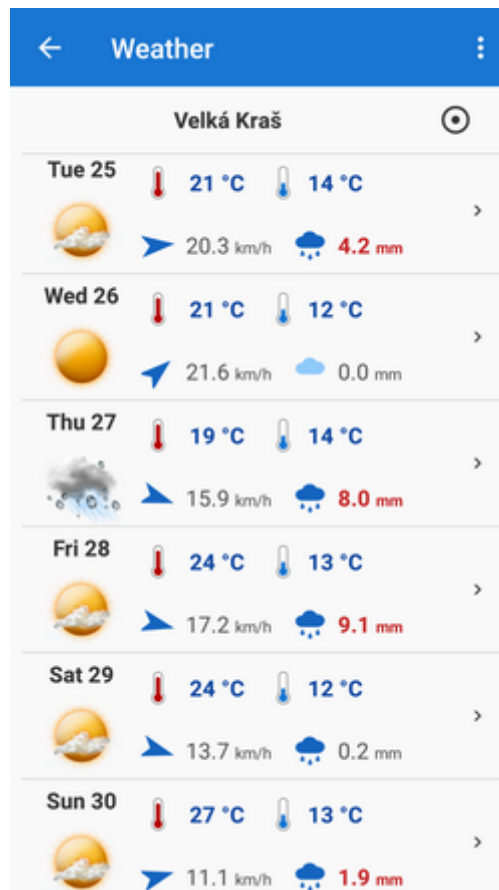 Weather
Velká Kraš
Tue 25
21 °C 14 °C
20.3 km/h 4.2 mm
Wed 26
21 °C 12 °C
21.6 km/h 0.0 mm
Thu 27
19 °C 14 °C
15.9 km/h 8.0 mm
Fri 28
24 °C 13 °C
17.2 km/h 9.1 mm
Sat 29
24 °C 12 °C
13.7 km/h 0.2 mm
Sun 30
27 °C 13 °C
11.1 km/h 1.9 mm